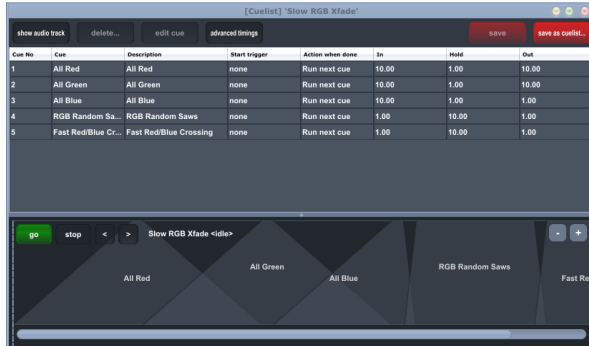 [Cuelist] 'Slow RGB Xfade'
show audio track delete... edit cue advanced timings save save as cuelist...
Cue No Cue Description Start trigger Action when done In Hold Out
1 All Red All Red none Run next cue 10.00 1.00 10.00
2 All Green All Green none Run next cue 10.00 1.00 10.00
3 All Blue All Blue none Run next cue 10.00 1.00 1.00
4 RGB Random Sa... RGB Random Saws none Run next cue 1.00 10.00 1.00
5 Fast Red/Blue Cr... Fast Red/Blue Crossing none Run next cue 1.00 10.00 1.00
go stop < > Slow RGB Xfade <idle> - +
All Red All Green All Blue RGB Random Saws Fast Re